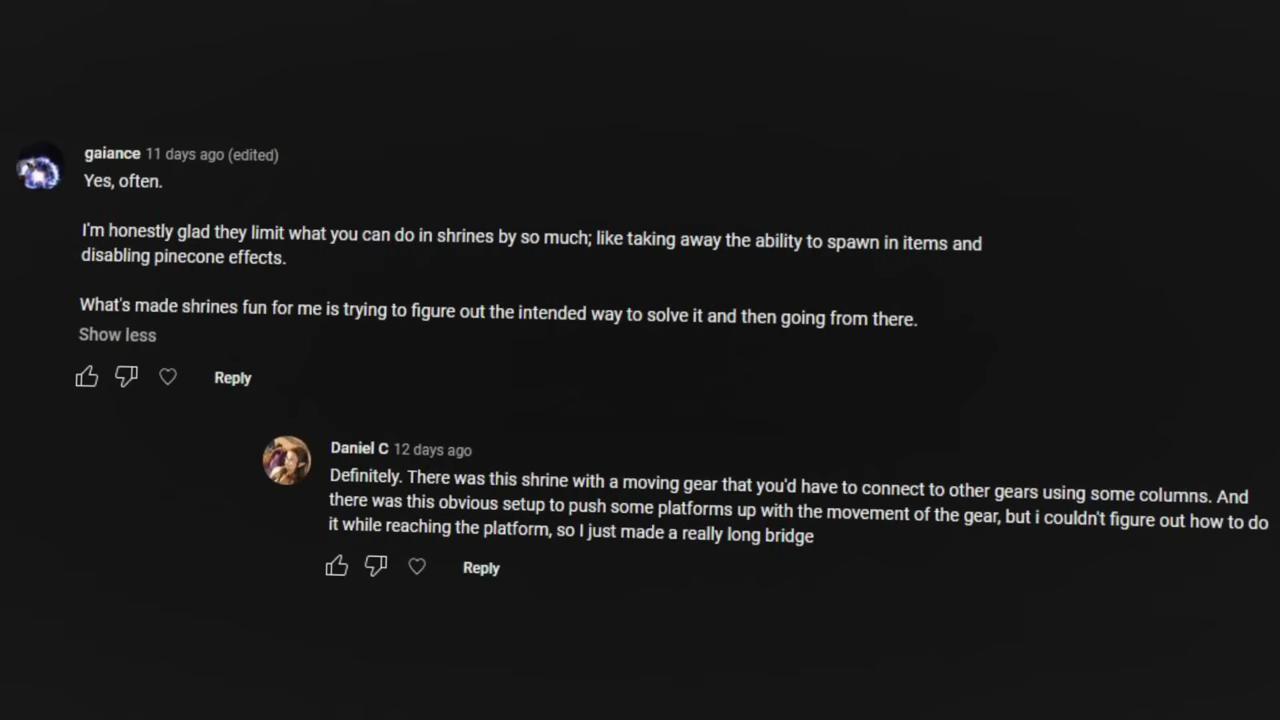 gaiance 11 days ago (edited)
Yes, often.
I'm honestly glad they limit what you can do in shrines by so much; like taking away the ability to spawn in items and
disabling pinecone effects.
What's made shrines fun for me is trying to figure out the intended way to solve it and then going from there.
Show less
Reply
Daniel C 12 days ago
Definitely. There was this shrine with a moving gear that you'd have to connect to other gears using some columns. And
there was this obvious setup to push some platforms up with the movement of the gear, but i couldn't figure out how to do
it while reaching the platform, so I just made a really long bridge
Reply